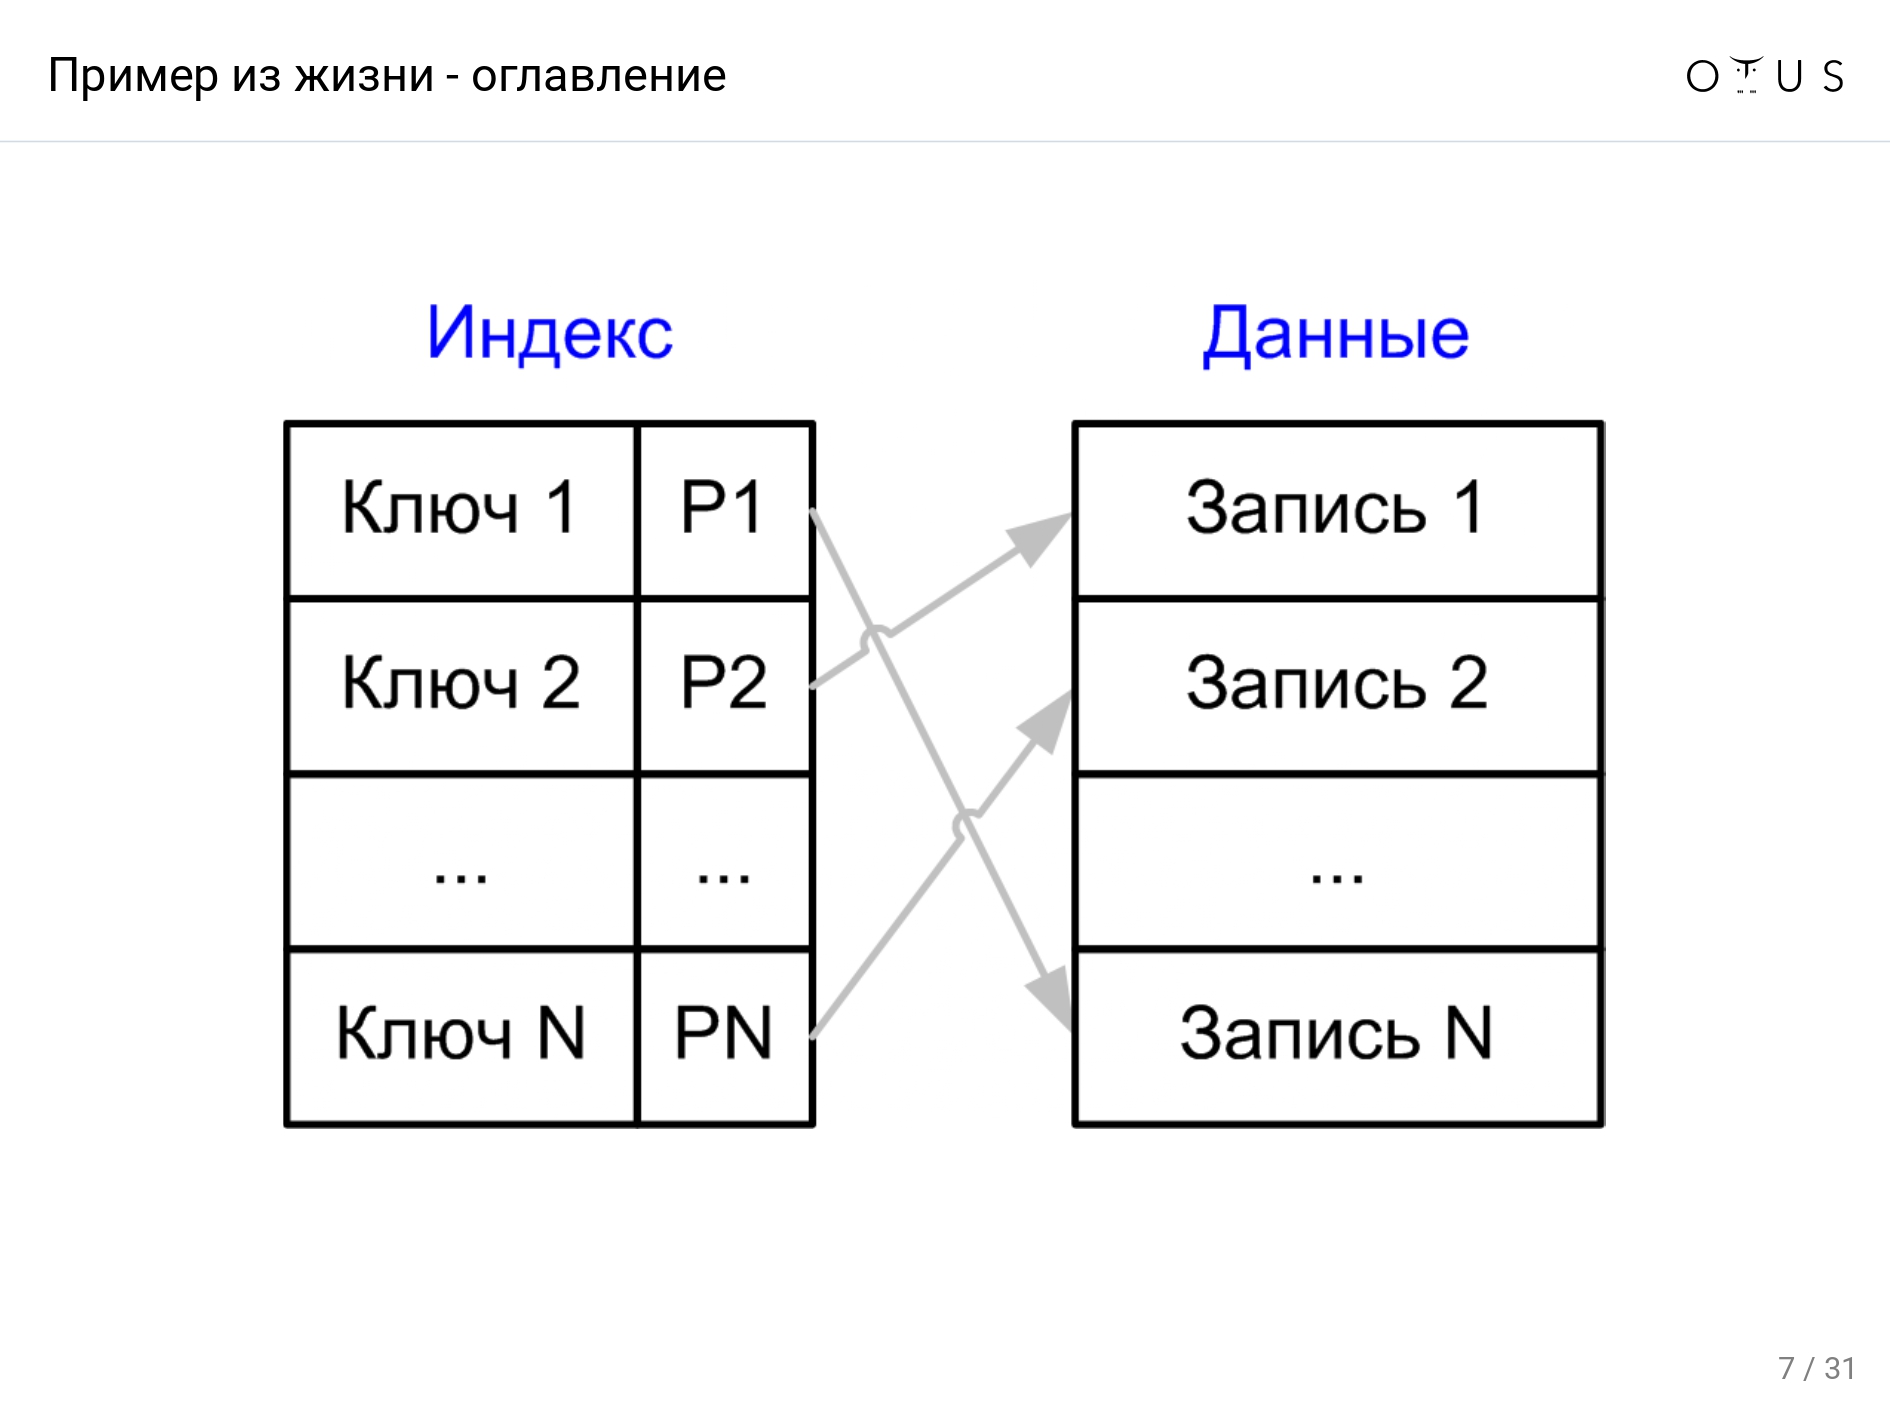 Пример из жизни - оглавление
OTUS
Индекс
Данные
Ключ 1 P1
Запись 1
Ключ 2 P2
Запись 2
... ...
...
Ключ N PN
Запись N
7 / 31